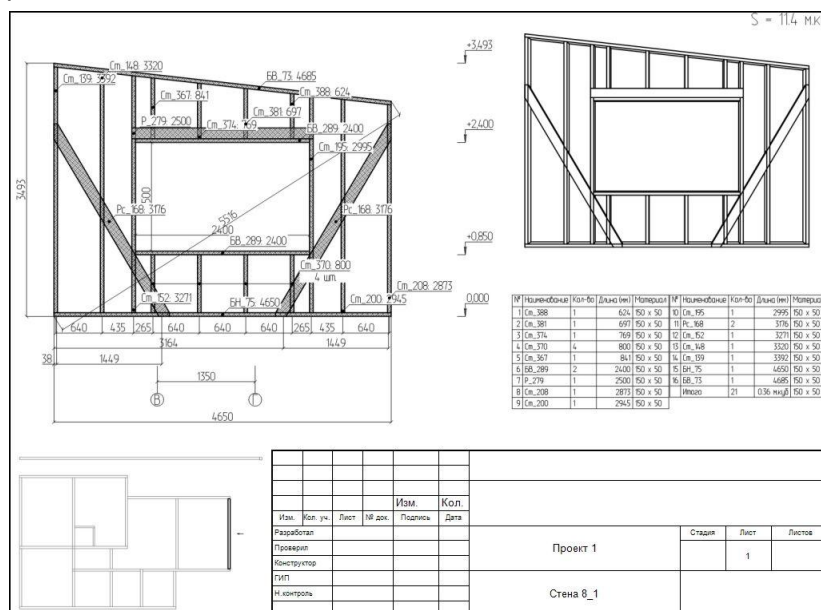 S = 11.4 м.к
Ст_148: 3320
Ст_139: 3392
БВ_73: 4685
Ст_367: 841
Ст_388: 624
Ст_381: 697
Р_279: 2500
Ст_374: 769
БВ_289: 2400
Ст_195: 2995
3493
Рс_168: 3176
5516
Рс_168: 3176
2400
БВ_289: 2400
Ст_370: 800
4 шт.
Ст_208: 2873
Ст_152: 3271
БН_75: 4650
Ст_200: 2945
640 435 265 640 640 640 265 435 640
3164
38 1449 1449
1350
В Г
4650
+3,493
+2,400
+0,850
0,000
№ Наименование Кол-во Длина (мм) Материал № Наименование Кол-во Длина (мм) Материа
1 Ст_388 1 624 150 x 50 10 Ст_195 1 2995 150 x 50
2 Ст_381 1 697 150 x 50 11 Рс_168 2 3176 150 x 50
3 Ст_374 1 769 150 x 50 12 Ст_152 1 3271 150 x 50
4 Ст_370 4 800 150 x 50 13 Ст_148 1 3320 150 x 50
5 Ст_367 1 841 150 x 50 14 Ст_139 1 3392 150 x 50
6 БВ_289 2 2400 150 x 50 15 БН_75 1 4650 150 x 50
7 Р_279 1 2500 150 x 50 16 БВ_73 1 4685 150 x 50
8 Ст_208 1 2873 150 x 50 Итого 21 0.36 м.куб 150 x 50
9 Ст_200 1 2945 150 x 50
Изм. Кол.
Изм. Кол. уч. Лист № док. Подпись Дата
Разработал
Проверил
Конструктор
ГИП
Н.контроль
Проект 1
Стадия Лист Листов
1
Стена 8_1